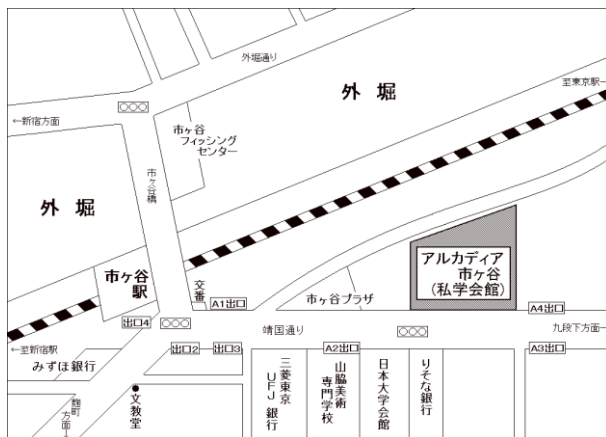 外堀通り
外 堀
至東京駅→
←新宿方面
市ヶ谷
フィッシング
センター
市ヶ谷橋
外 堀
アルカディア
市ヶ谷
(私学会館)
市ヶ谷
駅
交番
A1出口
市ヶ谷プラザ
A4出口
出口4
靖国通り
九段下方面→
←至新宿駅
みずほ銀行
出口2
出口3
A2出口
A3出口
麹町
方面
文教堂
三菱東京
UFJ銀行
山脇美術
専門学校
日本大学会館
りそな銀行